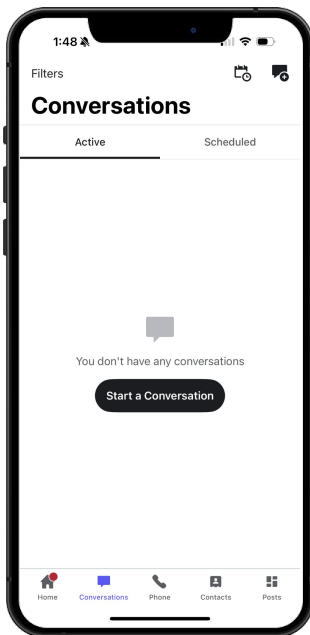 1:48
Filters
Conversations
Active Scheduled
You don't have any conversations
Start a Conversation
Home Conversations Phone Contacts Posts